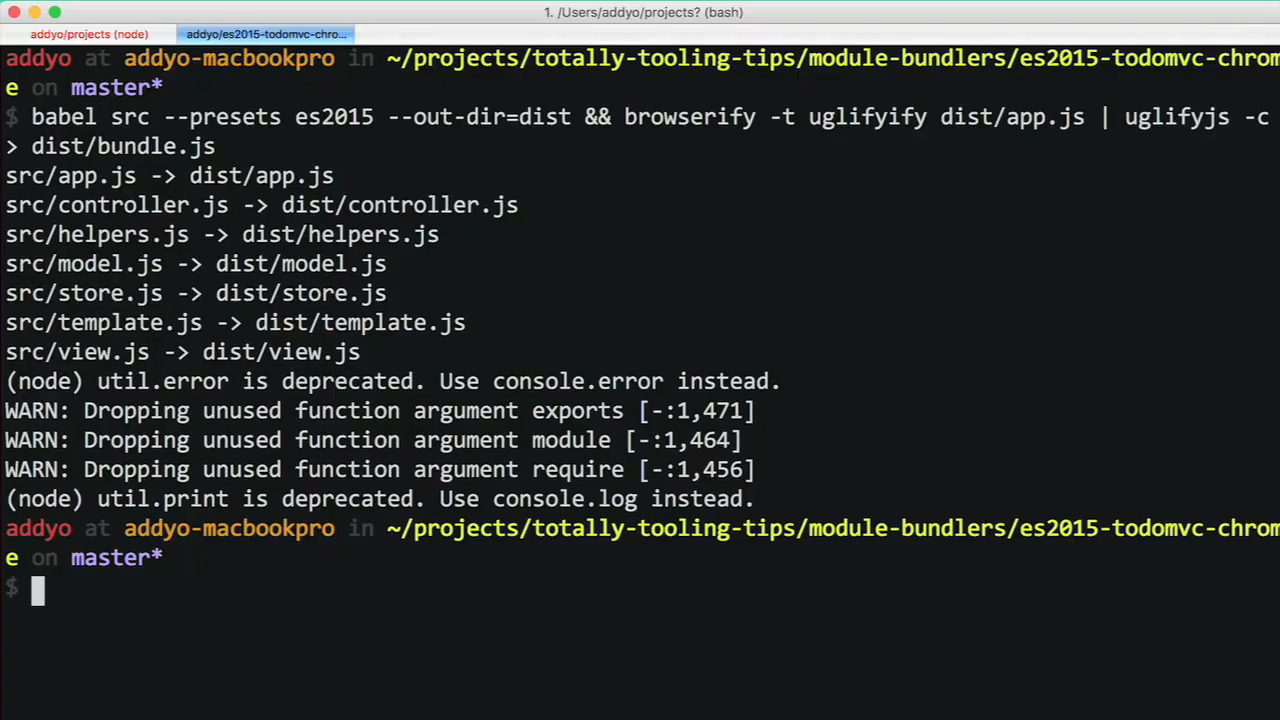 1. /Users/addyo/projects? (bash)
addyo/projects (node)
addyo/es2015-todomvc-chro...
addyo at addyo-macbookpro in ~/projects/totally-tooling-tips/module-bundlers/es2015-todomvc-chrom
e on master*
$ babel src --presets es2015 --out-dir=dist && browserify -t uglifyify dist/app.js | uglifyjs -c
> dist/bundle.js
src/app.js -> dist/app.js
src/controller.js -> dist/controller.js
src/helpers.js -> dist/helpers.js
src/model.js -> dist/model.js
src/store.js -> dist/store.js
src/template.js -> dist/template.js
src/view.js -> dist/view.js
(node) util.error is deprecated. Use console.error instead.
WARN: Dropping unused function argument exports [-:1,471]
WARN: Dropping unused function argument module [-:1,464]
WARN: Dropping unused function argument require [-:1,456]
(node) util.print is deprecated. Use console.log instead.
addyo at addyo-macbookpro in ~/projects/totally-tooling-tips/module-bundlers/es2015-todomvc-chrom
e on master*
$